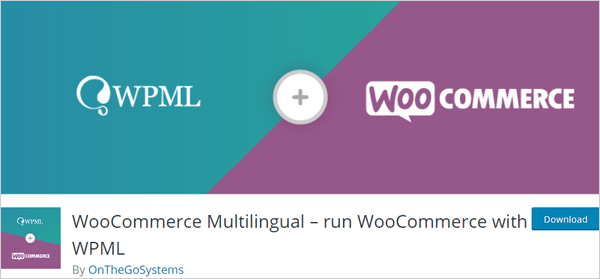 WPML
+
WOO COMMERCE
WPML
+
WOO COMMERCE
WooCommerce Multilingual – run WooCommerce with
WPML
By OnTheGoSystems
Download